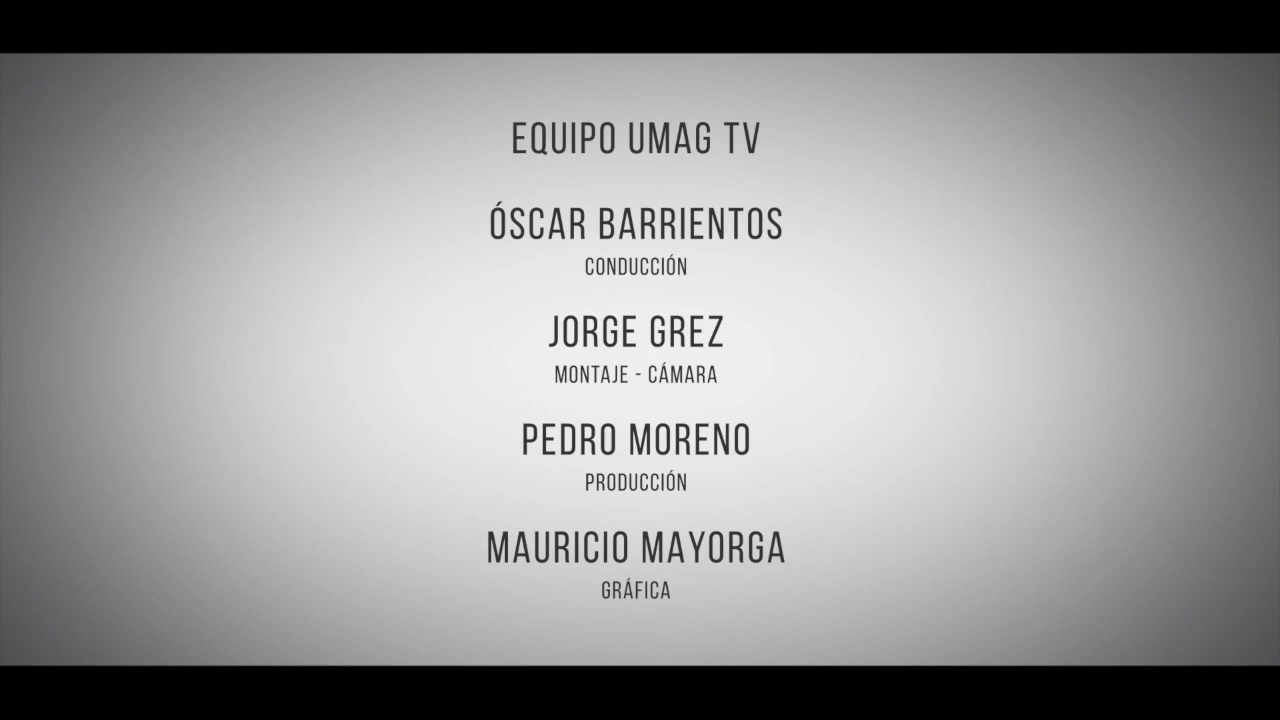 EQUIPO UMAG TV
ÓSCAR BARRIENTOS
CONDUCCIÓN
JORGE GREZ
MONTAJE - CÁMARA
PEDRO MORENO
PRODUCCIÓN
MAURICIO MAYORGA
GRÁFICA